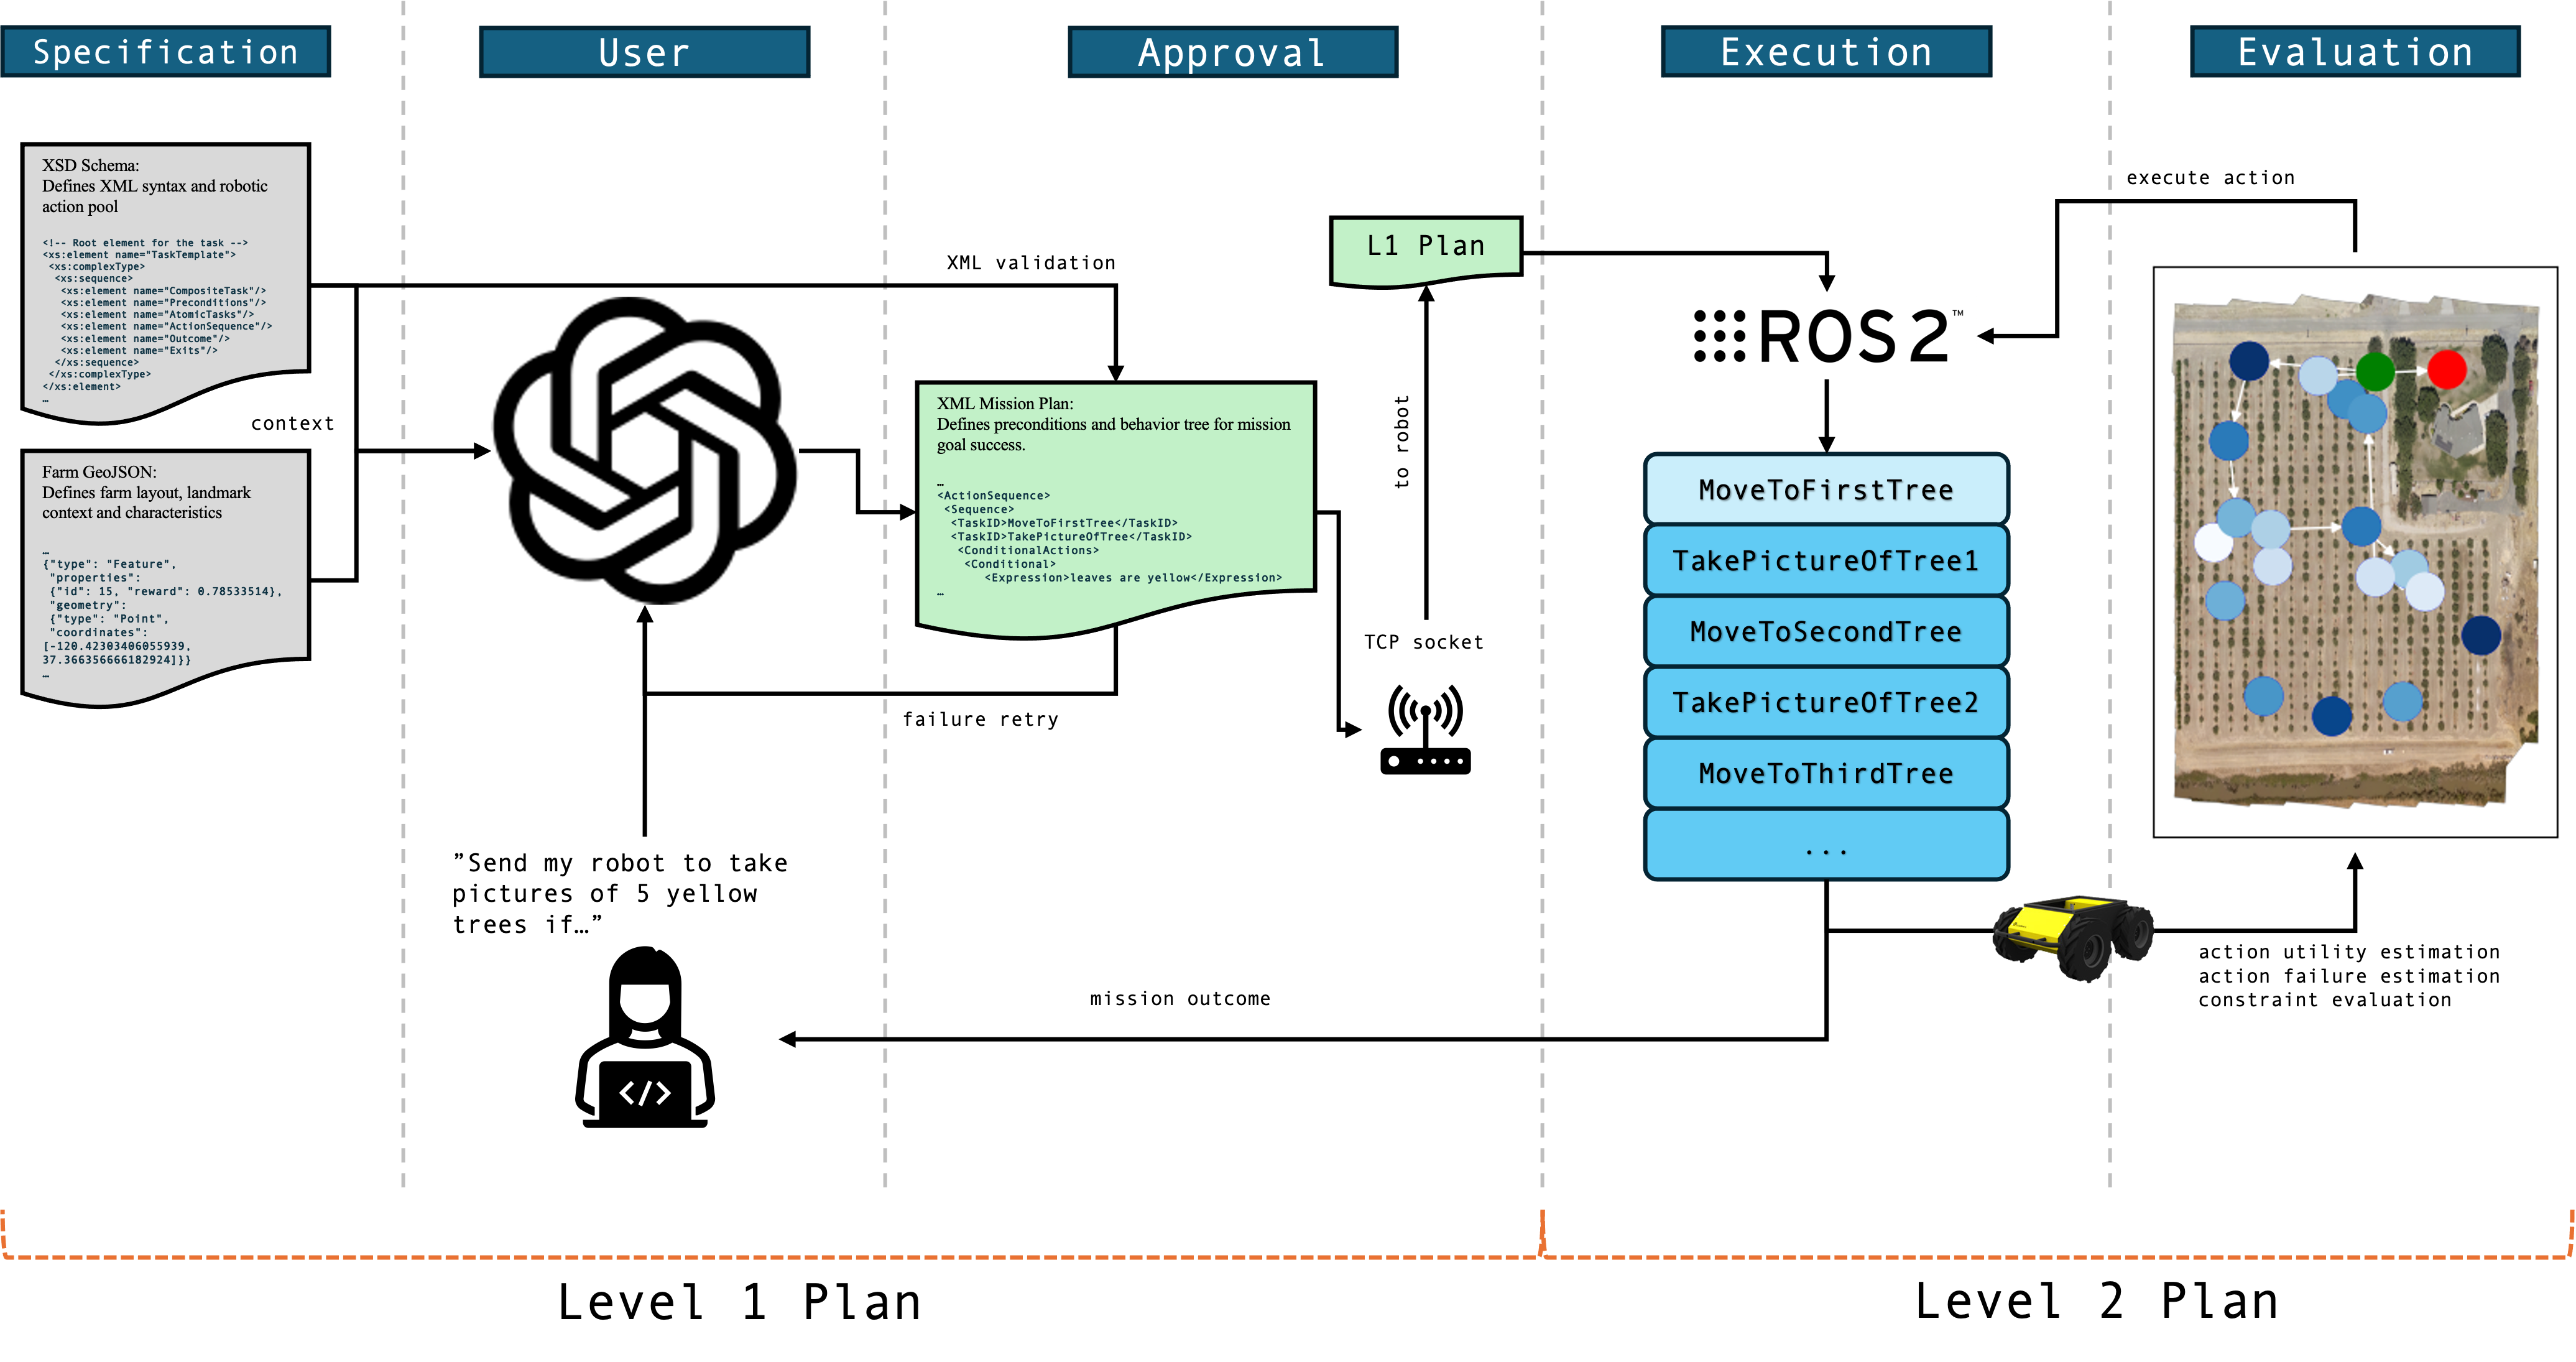 Specification
User
Approval
Execution
Evaluation
XSD Schema:
Defines XML syntax and robotic
action pool
<!-- Root element for the task -->
<xs:element name="TaskTemplate">
<xs:complexType>
<xs:sequence>
<xs:element name="CompositeTask"/>
<xs:element name="Preconditions"/>
<xs:element name="AtomicTasks"/>
<xs:element name="ActionSequence"/>
<xs:element name="Outcome"/>
<xs:element name="Exits"/>
</xs:sequence>
</xs:complexType>
</xs:element>
…
context
Farm GeoJSON:
Defines farm layout, landmark
context and characteristics
…
{"type": "Feature",
"properties":
{"id": 15, "reward": 0.78533514},
"geometry":
{"type": "Point",
"coordinates":
[-120.42303406055939,
37.366356666182924]}}
…
XML validation
XML Mission Plan:
Defines preconditions and behavior tree for mission
goal success.
…
<ActionSequence>
<Sequence>
<TaskID>MoveToFirstTree</TaskID>
<TaskID>TakePictureOfTree</TaskID>
<ConditionalActions>
<Conditional>
<Expression>leaves are yellow</Expression>
…
failure retry
”Send my robot to take
pictures of 5 yellow
trees if…”
</>
L1 Plan
to robot
TCP socket
mission outcome
ROS 2™
MoveToFirstTree
TakePictureOfTree1
MoveToSecondTree
TakePictureOfTree2
MoveToThirdTree
...
execute action
action utility estimation
action failure estimation
constraint evaluation
Level 1 Plan
Level 2 Plan